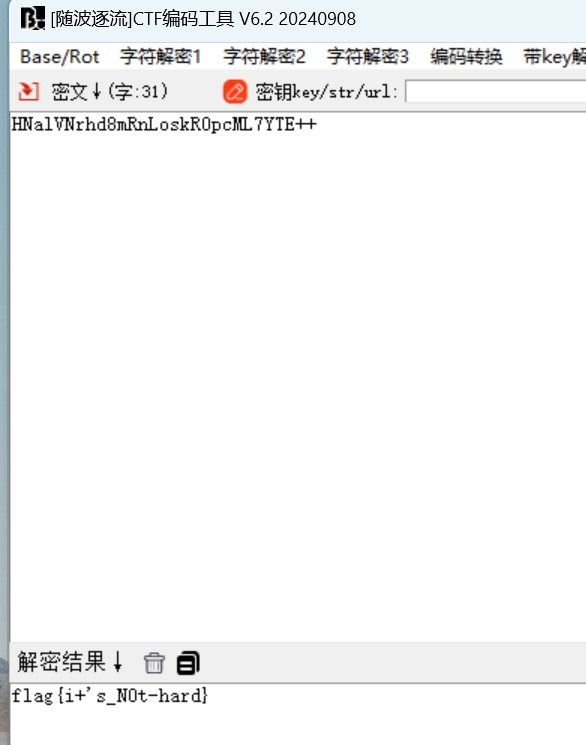 [随波逐流]CTF编码工具 V6.2 20240908
Base/Rot 字符解密1 字符解密2 字符解密3 编码转换 带key解
密文↓(字:31) 密钥key/str/url:
HNalVNrhd8mRnLoskR0pcML7YTE++
解密结果↓
flag{i+'s_N0t-hard}